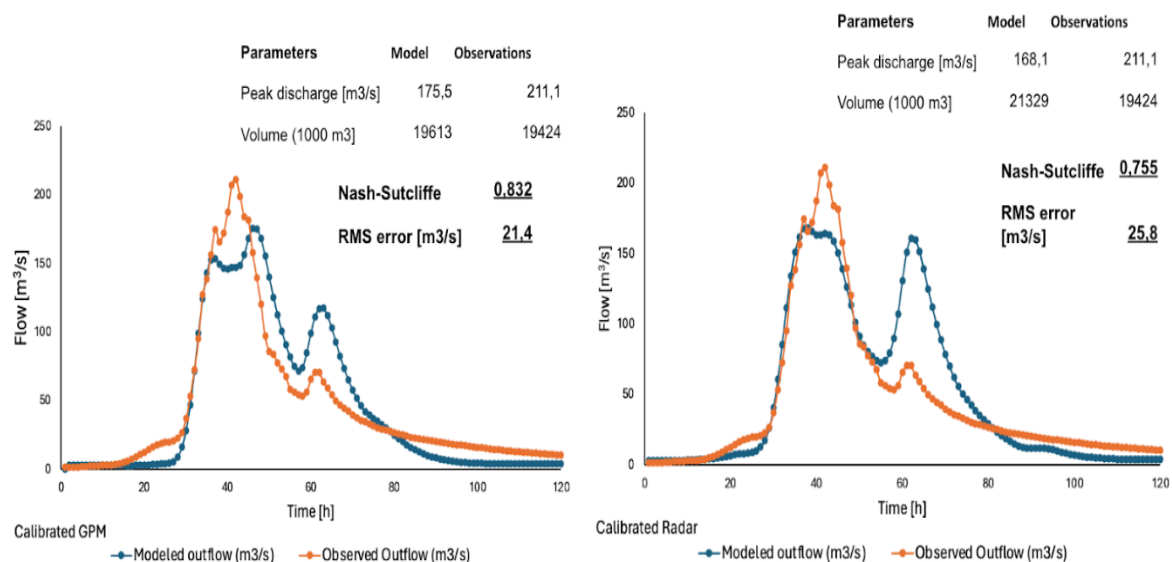 Parameters Model Observations
Peak discharge [m3/s] 175,5 211,1
Volume (1000 m3] 19613 19424
Nash-Sutcliffe 0,832
RMS error [m3/s] 21,4
Flow [m³/s]
250
200
150
100
50
0
0 20 40 60 80 100 120
Time [h]
Calibrated GPM
Modeled outflow (m3/s) Observed Outflow (m3/s)
Parameters Model Observations
Peak discharge [m3/s] 168,1 211,1
Volume (1000 m3] 21329 19424
Nash-Sutcliffe 0,755
RMS error
[m3/s] 25,8
Flow [m³/s]
250
200
150
100
50
0
0 20 40 60 80 100 120
Time [h]
Calibrated Radar
Modeled outflow (m3/s) Observed Outflow (m3/s)